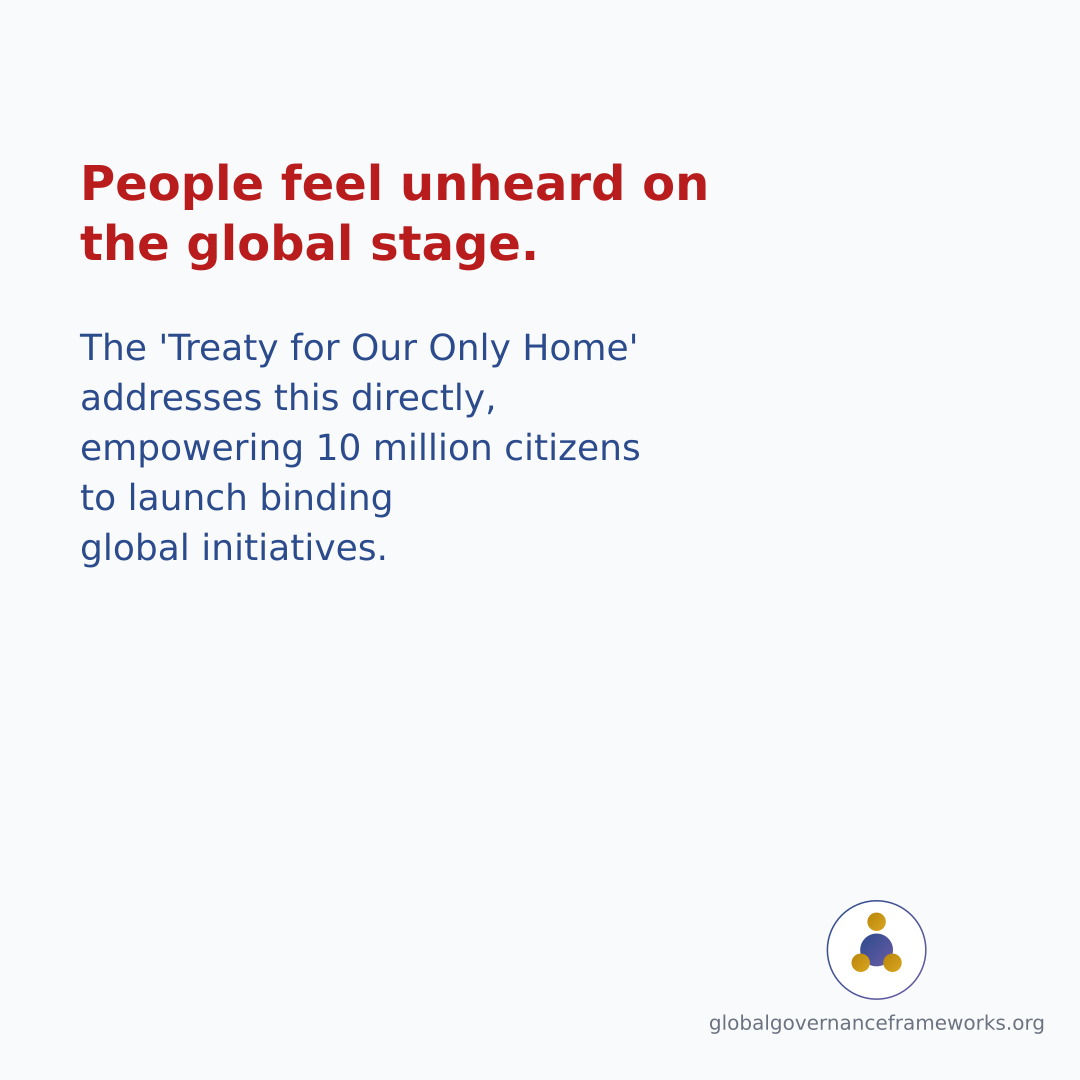 People feel unheard on
the global stage.
The 'Treaty for Our Only Home'
addresses this directly,
empowering 10 million citizens
to launch binding
global initiatives.
globalgovernanceframeworks.org